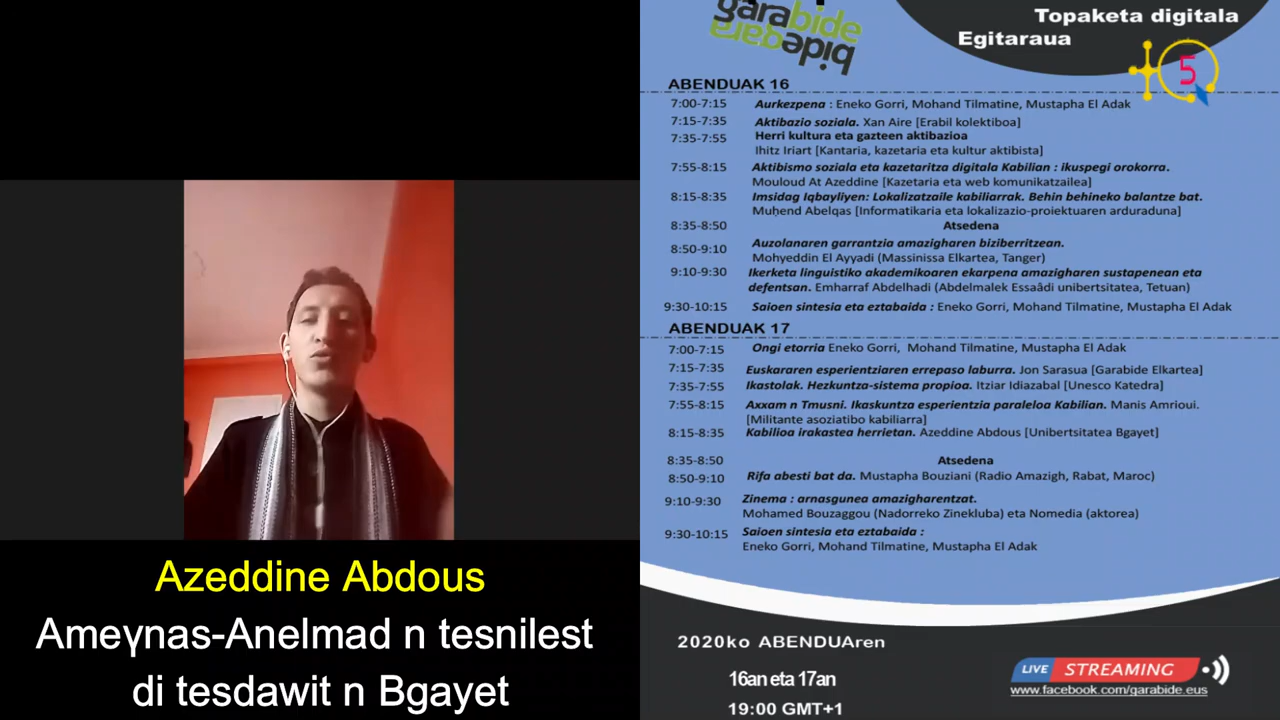 Azeddine Abdous
Ameɣnas-Anelmad n tesnilest
di tesdawit n Bgayet
garabide
garabide
Topaketa digitala
Egitaraua
5
ABENDUAK 16
7:00-7:15 Aurkezpena : Eneko Gorri, Mohand Tilmatine, Mustapha El Adak
7:15-7:35 Aktibazio soziala. Xan Aire [Erabil kolektiboa]
7:35-7:55 Herri kultura eta gazteen aktibazioa
Ihitz Iriart [Kantaria, kazetaria eta kultur aktibista]
7:55-8:15 Aktibismo soziala eta kazetaritza digitala Kabilian : ikuspegi orokorra.
Mouloud At Azeddine [Kazetaria eta web komunikatzailea]
8:15-8:35 Imsidag Iqbayliyen: Lokalizatzaile kabiliarrak. Behin behineko balantze bat.
Muḥend Abelqas [Informatikaria eta lokalizazio-proiektuaren arduraduna]
8:35-8:50 Atsedena
8:50-9:10 Auzolanaren garrantzia amazigharen biziberritzean.
Mohyeddin El Ayyadi (Massinissa Elkartea, Tanger)
9:10-9:30 Ikerketa linguistiko akademikoaren ekarpena amazigharen sustapenean eta
defentsan. Emharraf Abdelhadi (Abdelmalek Essaâdi unibertsitatea, Tetuan)
9:30-10:15 Saioen sintesia eta eztabaida : Eneko Gorri, Mohand Tilmatine, Mustapha El Adak
ABENDUAK 17
7:00-7:15 Ongi etorria Eneko Gorri, Mohand Tilmatine, Mustapha El Adak
7:15-7:35 Euskararen esperientziaren errepaso laburra. Jon Sarasua [Garabide Elkartea]
7:35-7:55 Ikastolak. Hezkuntza-sistema propioa. Itziar Idiazabal [Unesco Katedra]
7:55-8:15 Axxam n Tmusni. Ikaskuntza esperientzia paraleloa Kabilian. Manis Amrioui.
[Militante asoziatibo kabiliarra]
8:15-8:35 Kabilioa irakastea herrietan. Azeddine Abdous [Unibertsitatea Bgayet]
8:35-8:50 Atsedena
8:50-9:10 Rifa abesti bat da. Mustapha Bouziani (Radio Amazigh, Rabat, Maroc)
9:10-9:30 Zinema : arnasgunea amazigharentzat.
Mohamed Bouzaggou (Nadorreko Zinekluba) eta Nomedia (aktorea)
9:30-10:15 Saioen sintesia eta eztabaida :
Eneko Gorri, Mohand Tilmatine, Mustapha El Adak
2020ko ABENDUAren
16an eta 17an
19:00 GMT+1
LIVE STREAMING
www.facebook.com/garabide.eus